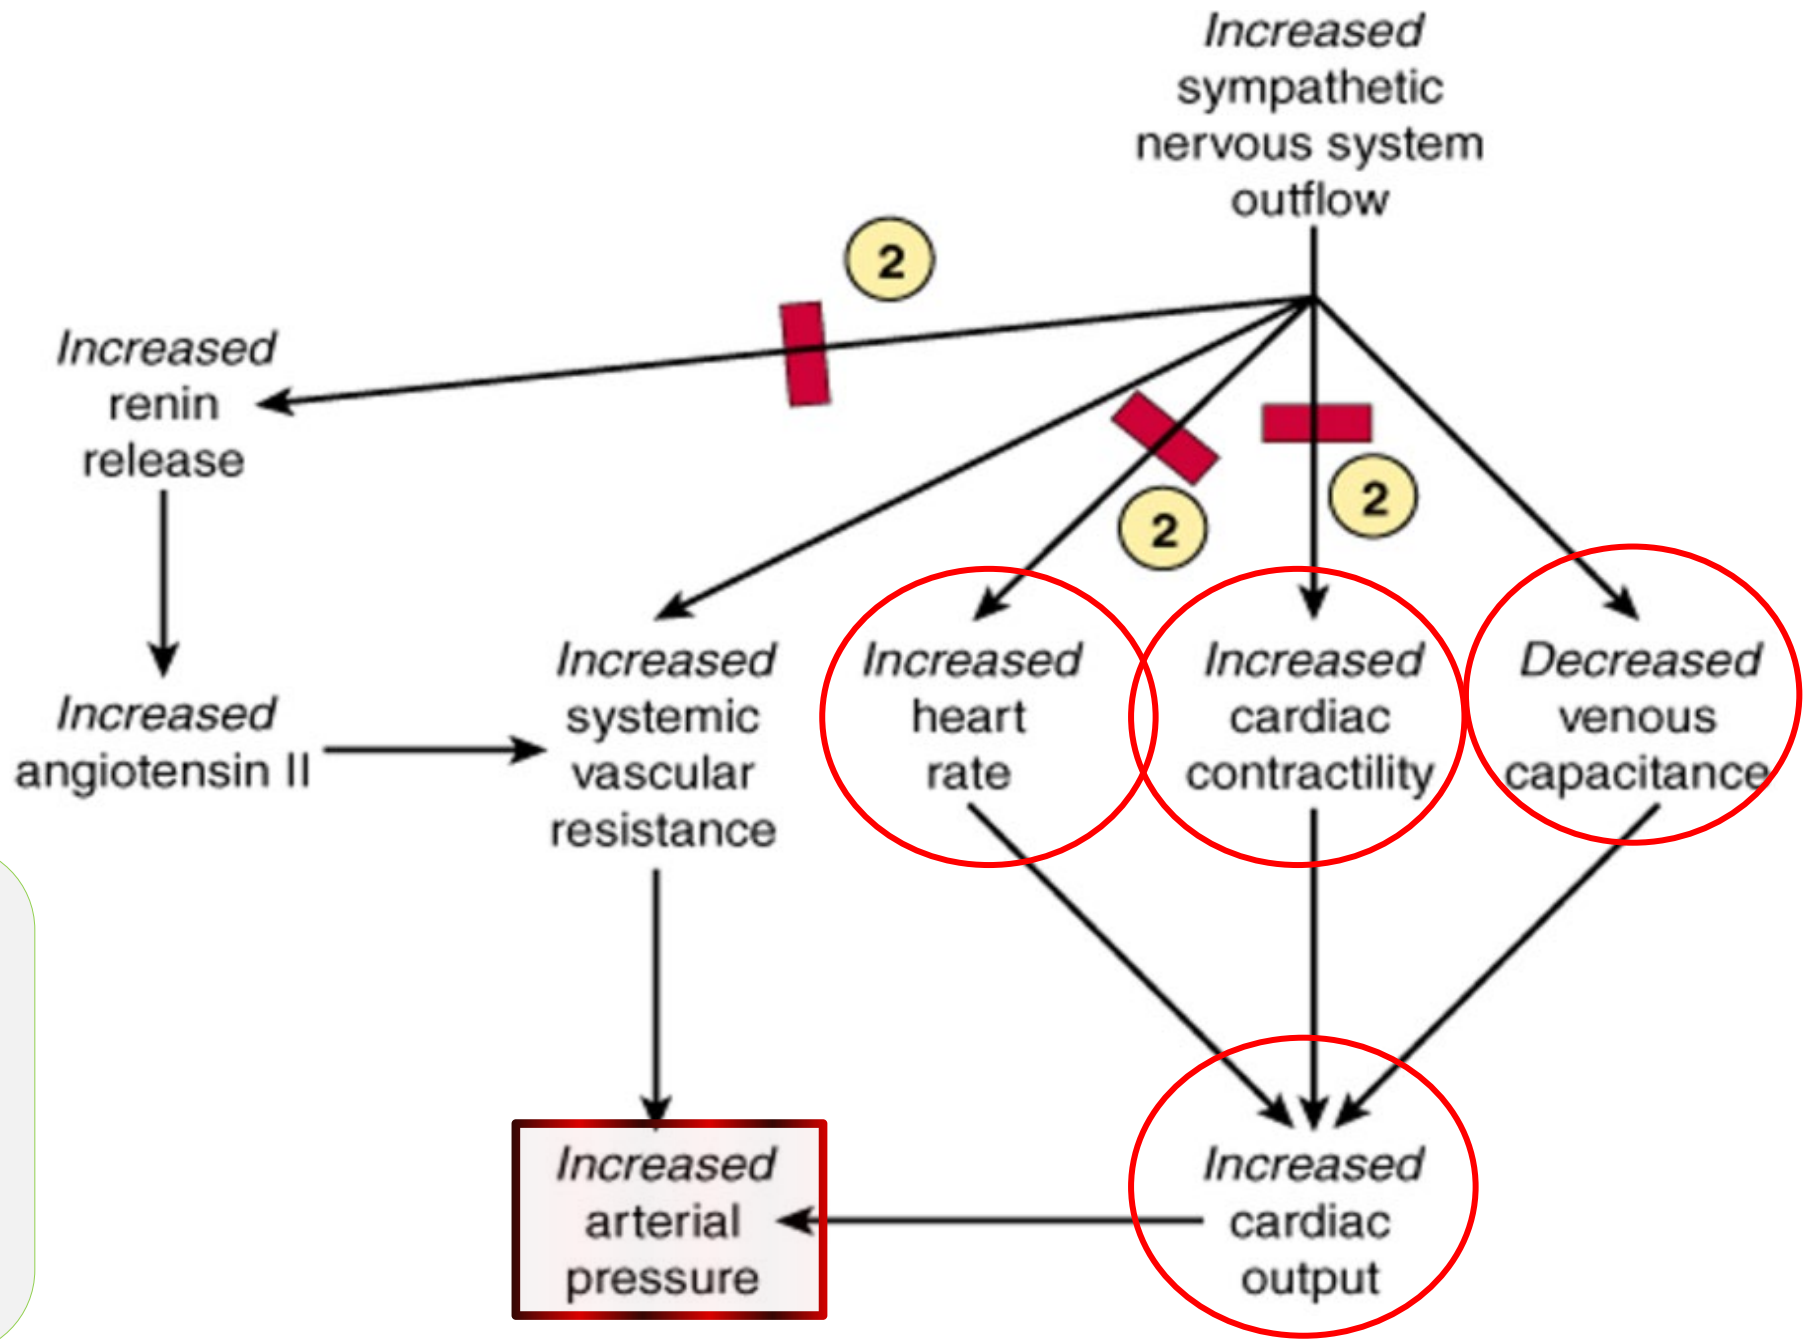 Increased
sympathetic
nervous system
outflow
2
Increased
renin
release
2
2
Increased
angiotensin II
Increased
systemic
vascular
resistance
Increased
heart
rate
Increased
cardiac
contractility
Decreased
venous
capacitance
Increased
arterial
pressure
Increased
cardiac
output